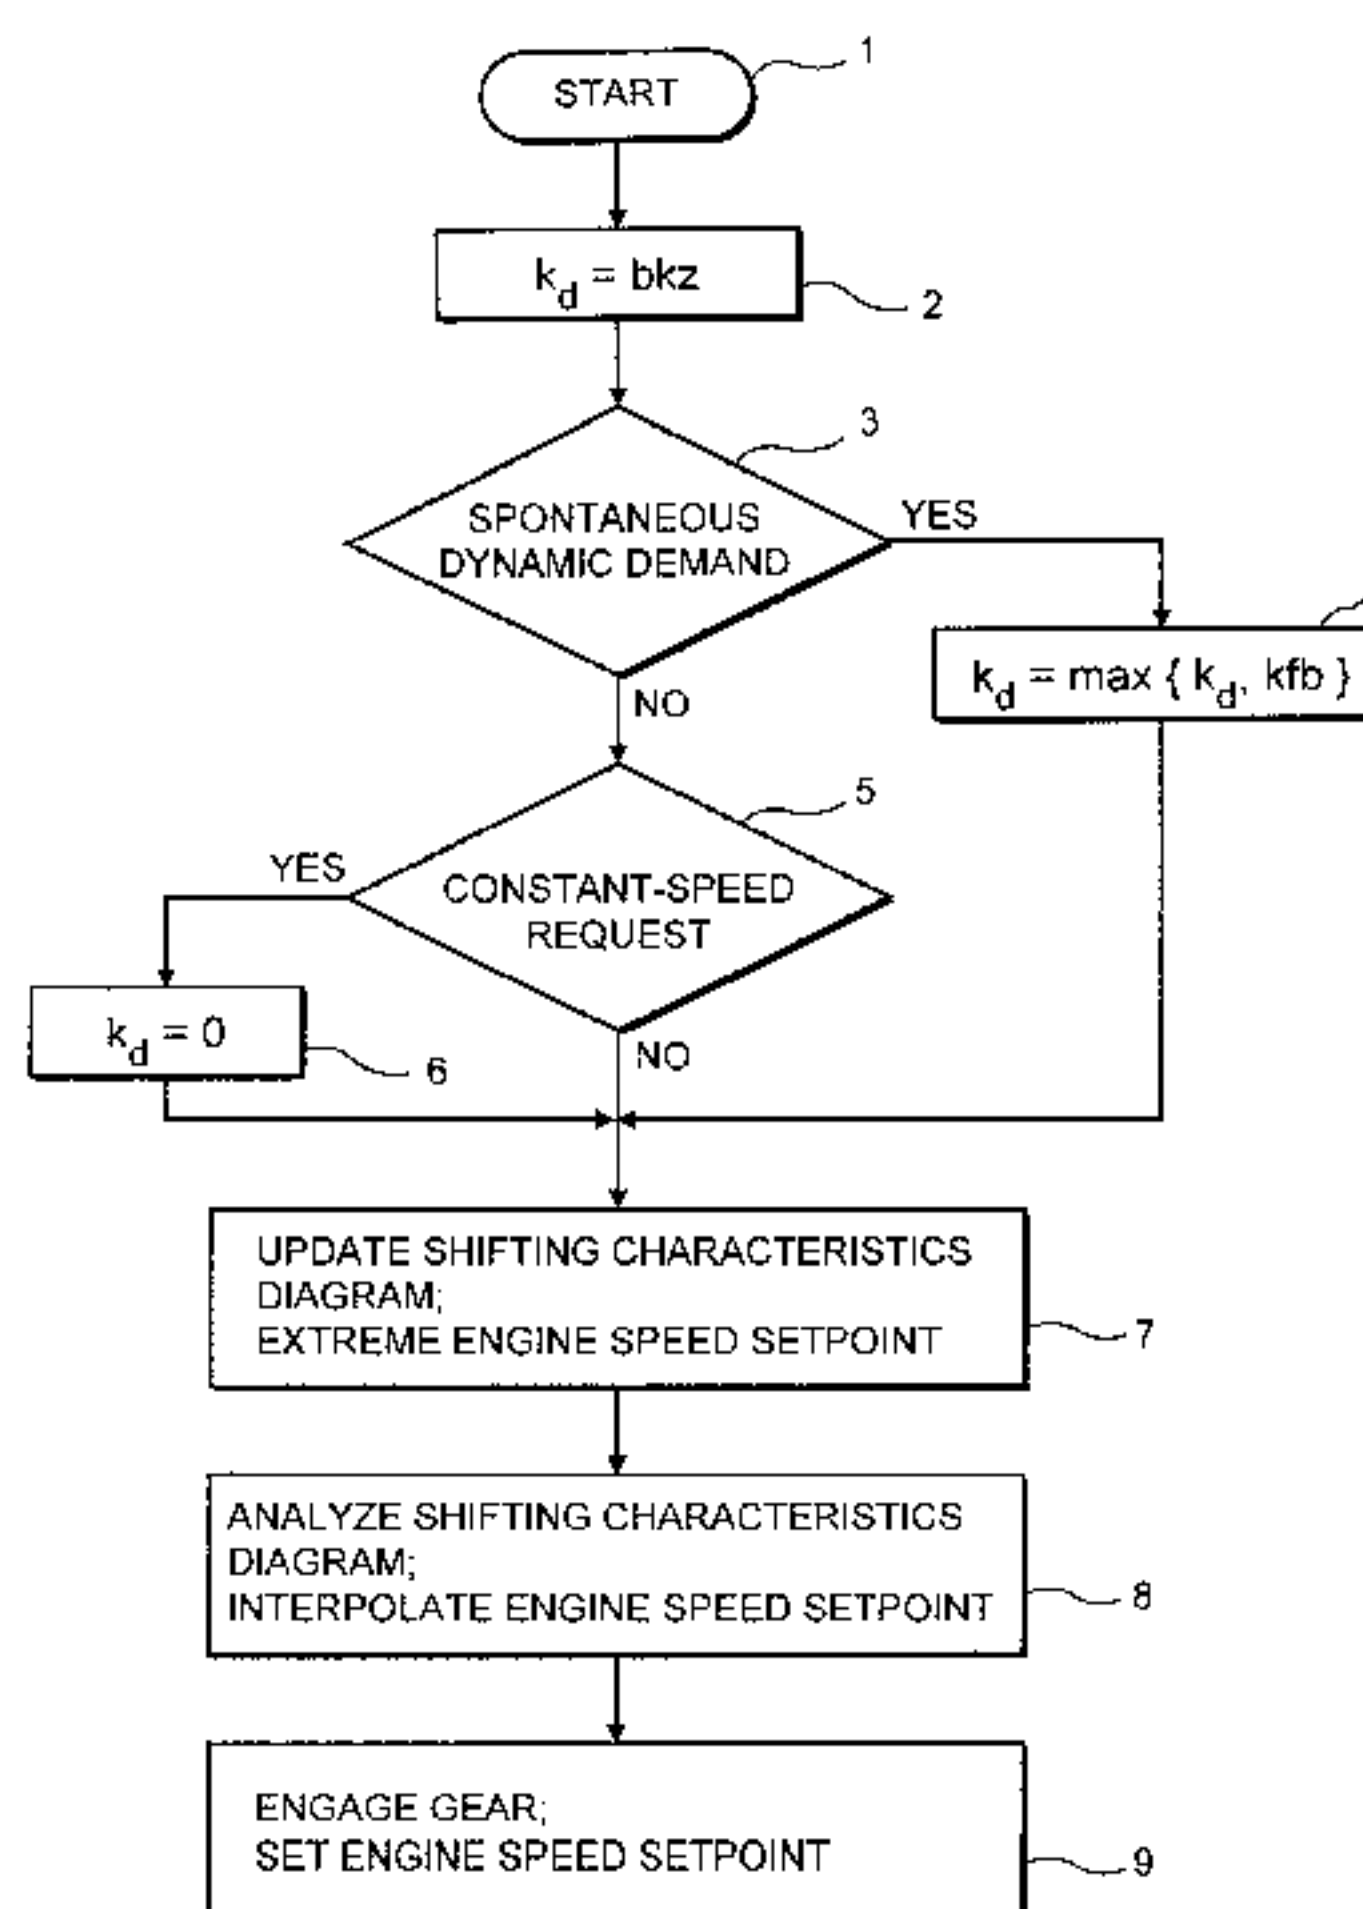 1
START
k_d = bkz
2
3
SPONTANEOUS
DYNAMIC DEMAND
YES
k_d = max { k_d, kfb }
NO
5
YES
CONSTANT-SPEED
REQUEST
k_d = 0
6
NO
UPDATE SHIFTING CHARACTERISTICS
DIAGRAM;
EXTREME ENGINE SPEED SETPOINT
7
ANALYZE SHIFTING CHARACTERISTICS
DIAGRAM;
INTERPOLATE ENGINE SPEED SETPOINT
8
ENGAGE GEAR;
SET ENGINE SPEED SETPOINT
9